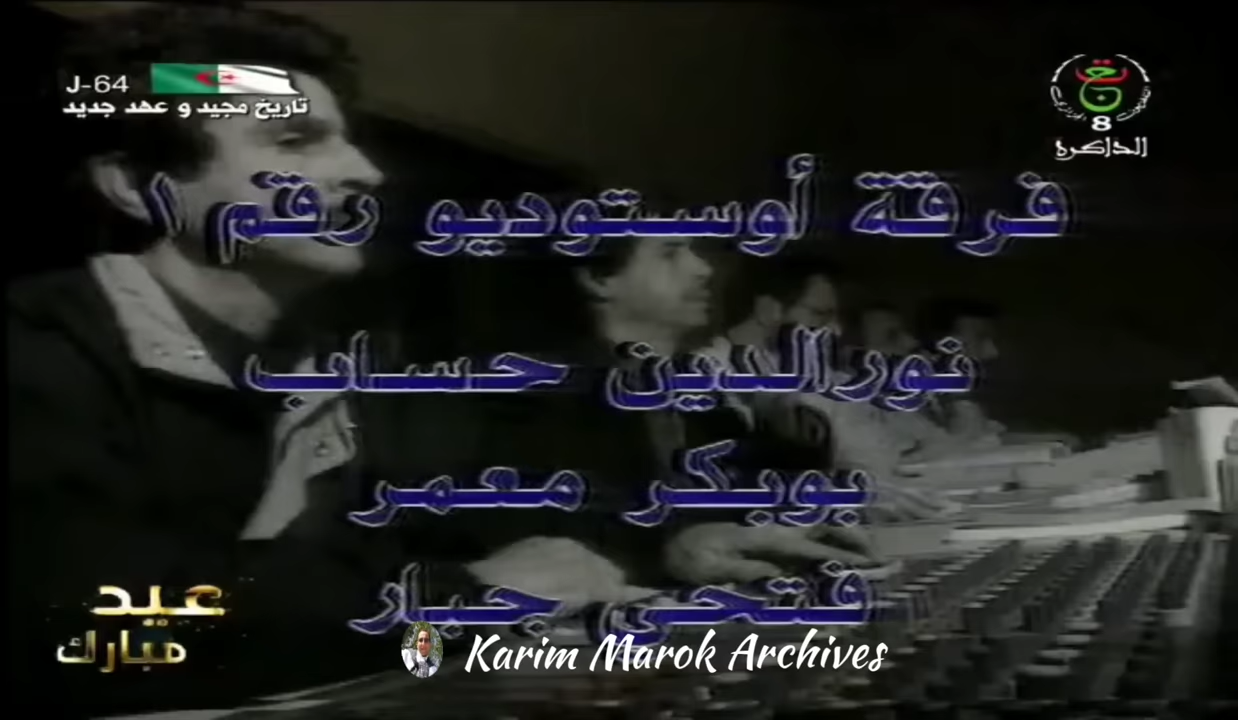 J-64
تاريخ مجيد و عهد جديد
8
الذاكرة
فرقة أوستوديو رقم ١
نورالدين حساب
بوبكر معمر
فتحي جبار
عيد
مبارك
Karim Marok Archives